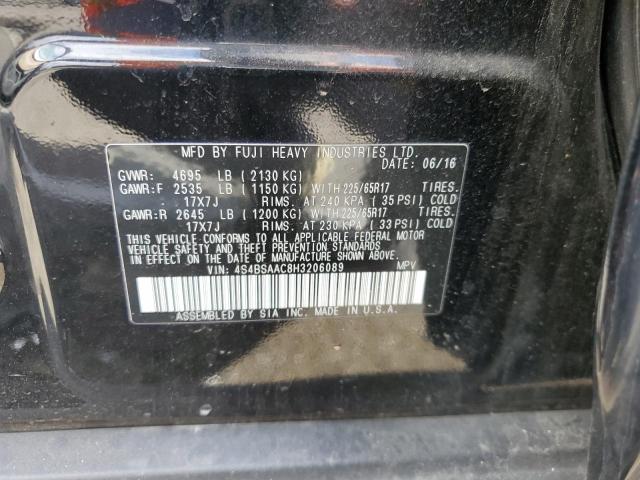 MFD BY FUJI HEAVY INDUSTRIES LTD.
DATE: 06/16
GVWR: 4695 LB ( 2130 KG)
GAWR:F 2535 LB ( 1150 KG) WITH 225/65R17 TIRES.
17X7J RIMS. AT 240 KPA ( 35 PSI) COLD
GAWR:R 2645 LB ( 1200 KG) WITH 225/65R17 TIRES.
17X7J RIMS. AT 230 KPA ( 33 PSI) COLD
THIS VEHICLE CONFORMS TO ALL APPLICABLE FEDERAL MOTOR
VEHICLE SAFETY AND BUMPER STANDARDS IN EFFECT ON THE
DATE OF MANUFACTURE SHOWN ABOVE.
VIN: 4S4BSAAC8H3206089 MPV
ASSEMBLED BY SIA INC. MADE IN U.S.A.